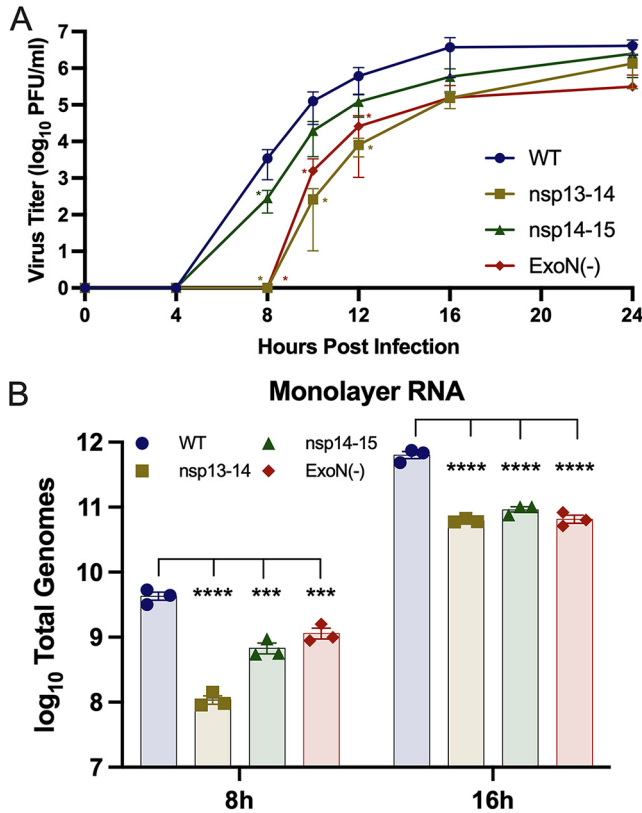 A
Virus Titer (log10 PFU/ml)
7
6
5
4
3
2
1
0
0 4 8 12 16 20 24
* * * * * * *
WT
nsp13-14
nsp14-15
ExoN(-)
Hours Post Infection
B
Monolayer RNA
log10 Total Genomes
12
11
10
9
8
7
WT nsp14-15
nsp13-14 ExoN(-)
**** **** ****
**** *** ***
8h 16h